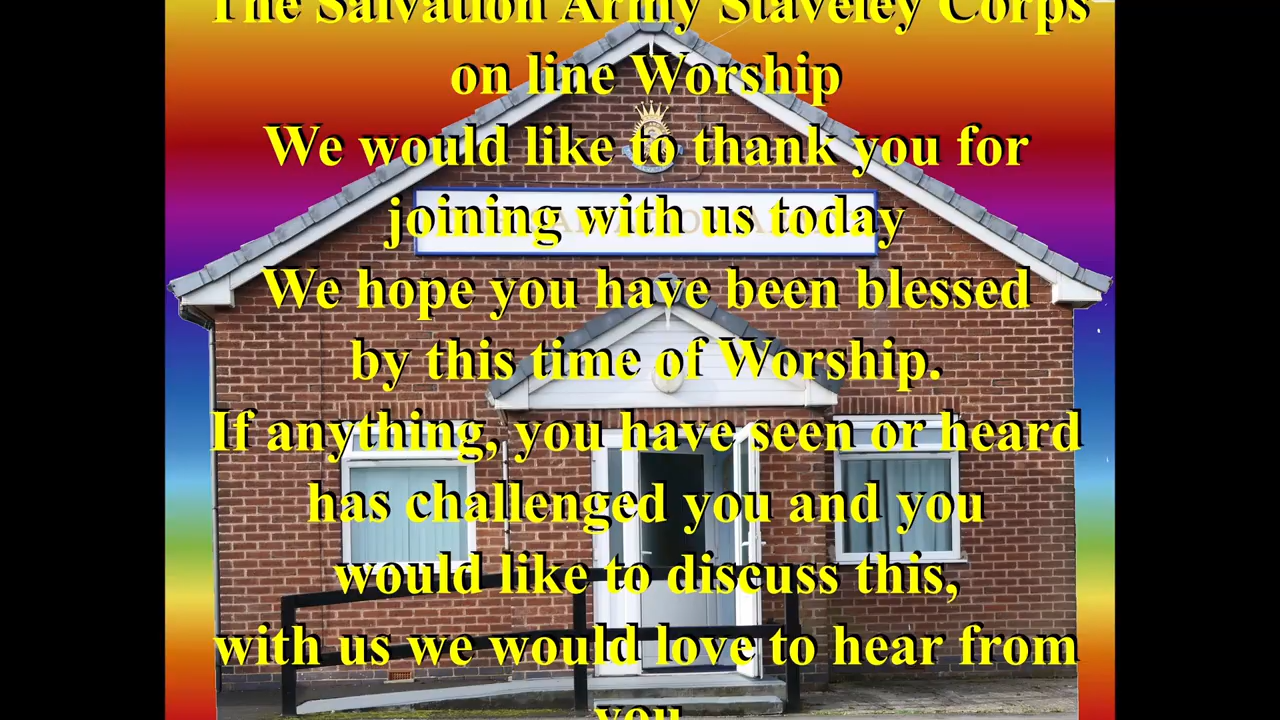 The Salvation Army Staveley Corps
on line Worship
We would like to thank you for
joining with us today
We hope you have been blessed
by this time of Worship.
If anything, you have seen or heard
has challenged you and you
would like to discuss this,
with us we would love to hear from
you